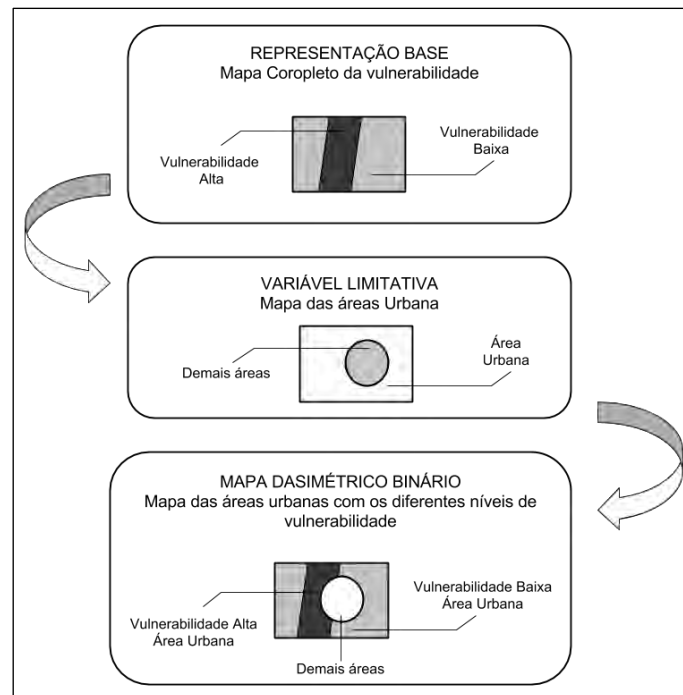 REPRESENTAÇÃO BASE
Mapa Coropleto da vulnerabilidade
Vulnerabilidade
Alta
Vulnerabilidade
Baixa
VARIÁVEL LIMITATIVA
Mapa das áreas Urbana
Demais áreas
Área
Urbana
MAPA DASIMÉTRICO BINÁRIO
Mapa das áreas urbanas com os diferentes níveis de
vulnerabilidade
Vulnerabilidade Alta
Área Urbana
Vulnerabilidade Baixa
Área Urbana
Demais áreas